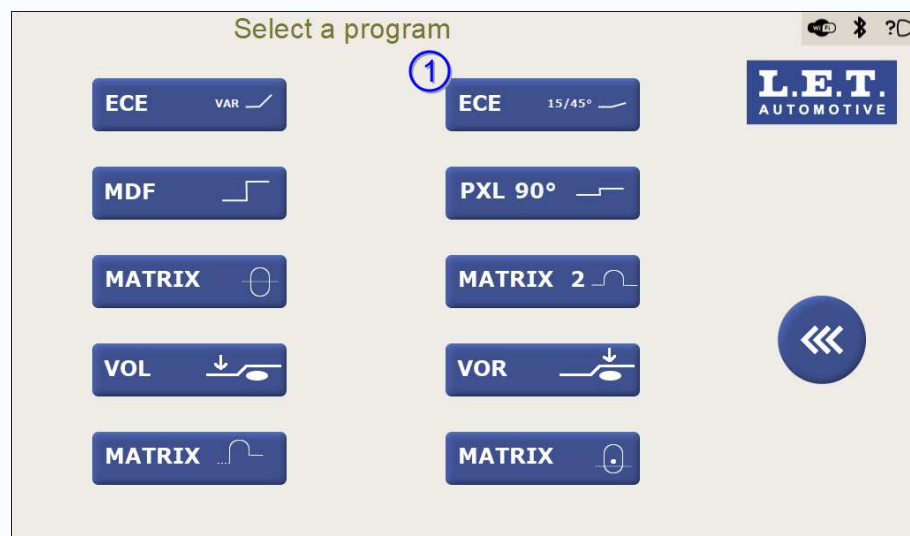 Select a program
WiFi ?
1
ECE VAR
ECE 15/45°
L.E.T.
AUTOMOTIVE
MDF
PXL 90°
MATRIX
MATRIX 2
VOL
VOR
MATRIX
MATRIX